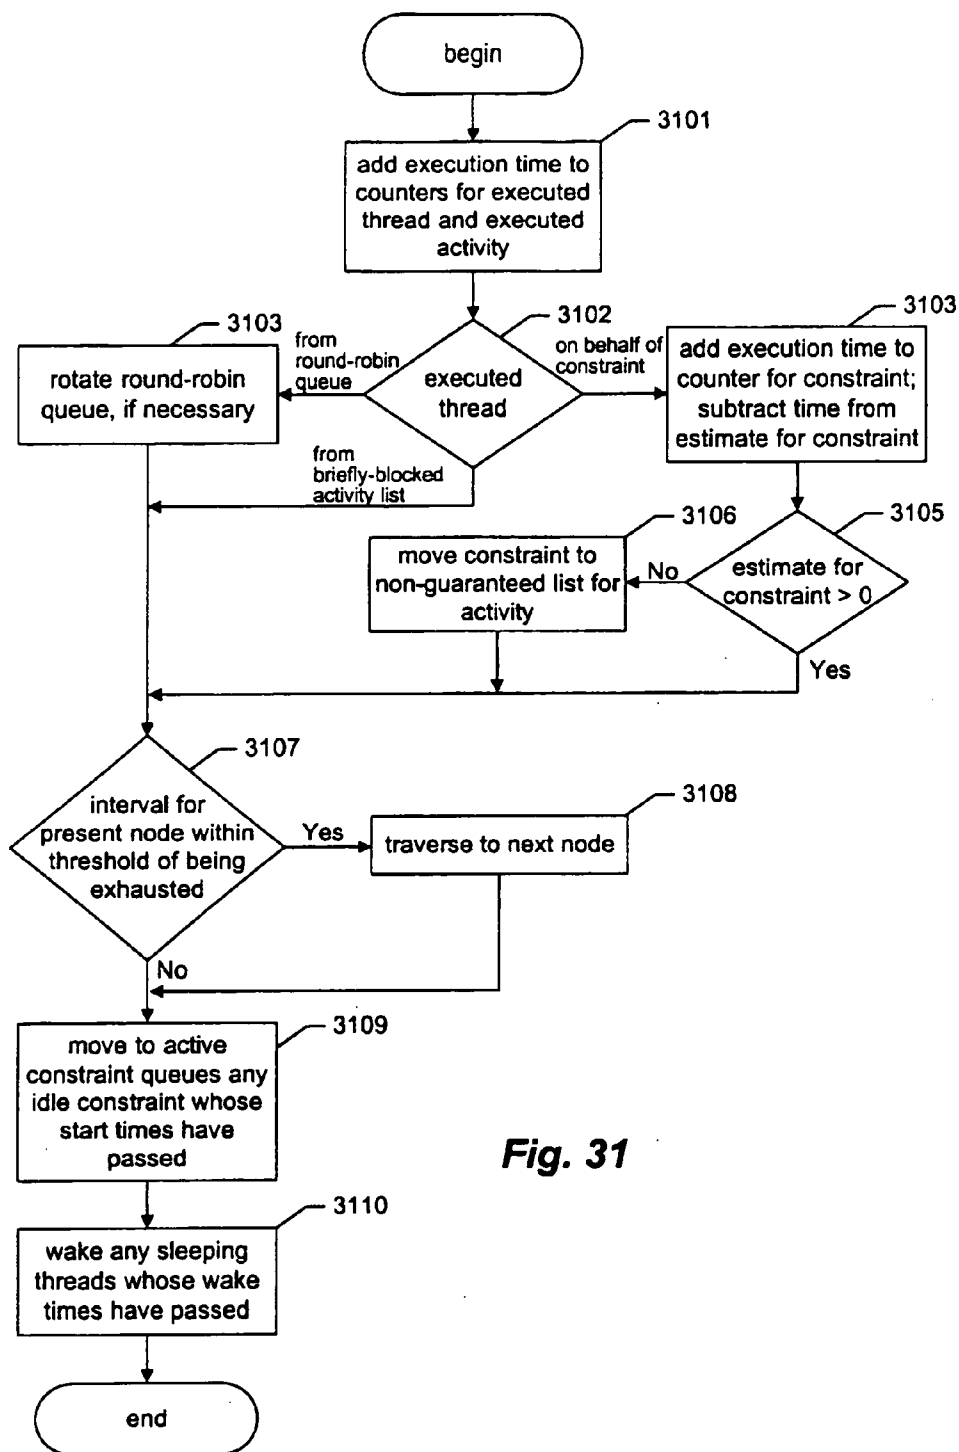 begin
3101
add execution time to
counters for executed
thread and executed
activity
3103
from
round-robin
queue
3102
on behalf of
constraint
3103
rotate round-robin
queue, if necessary
executed
thread
add execution time to
counter for constraint;
subtract time from
estimate for constraint
from
briefly-blocked
activity list
3106
3105
move constraint to
non-guaranteed list for
activity
No
estimate for
constraint > 0
Yes
3107
interval for
present node within
threshold of being
exhausted
Yes
3108
traverse to next node
No
3109
move to active
constraint queues any
idle constraint whose
start times have
passed
Fig. 31
3110
wake any sleeping
threads whose wake
times have passed
end